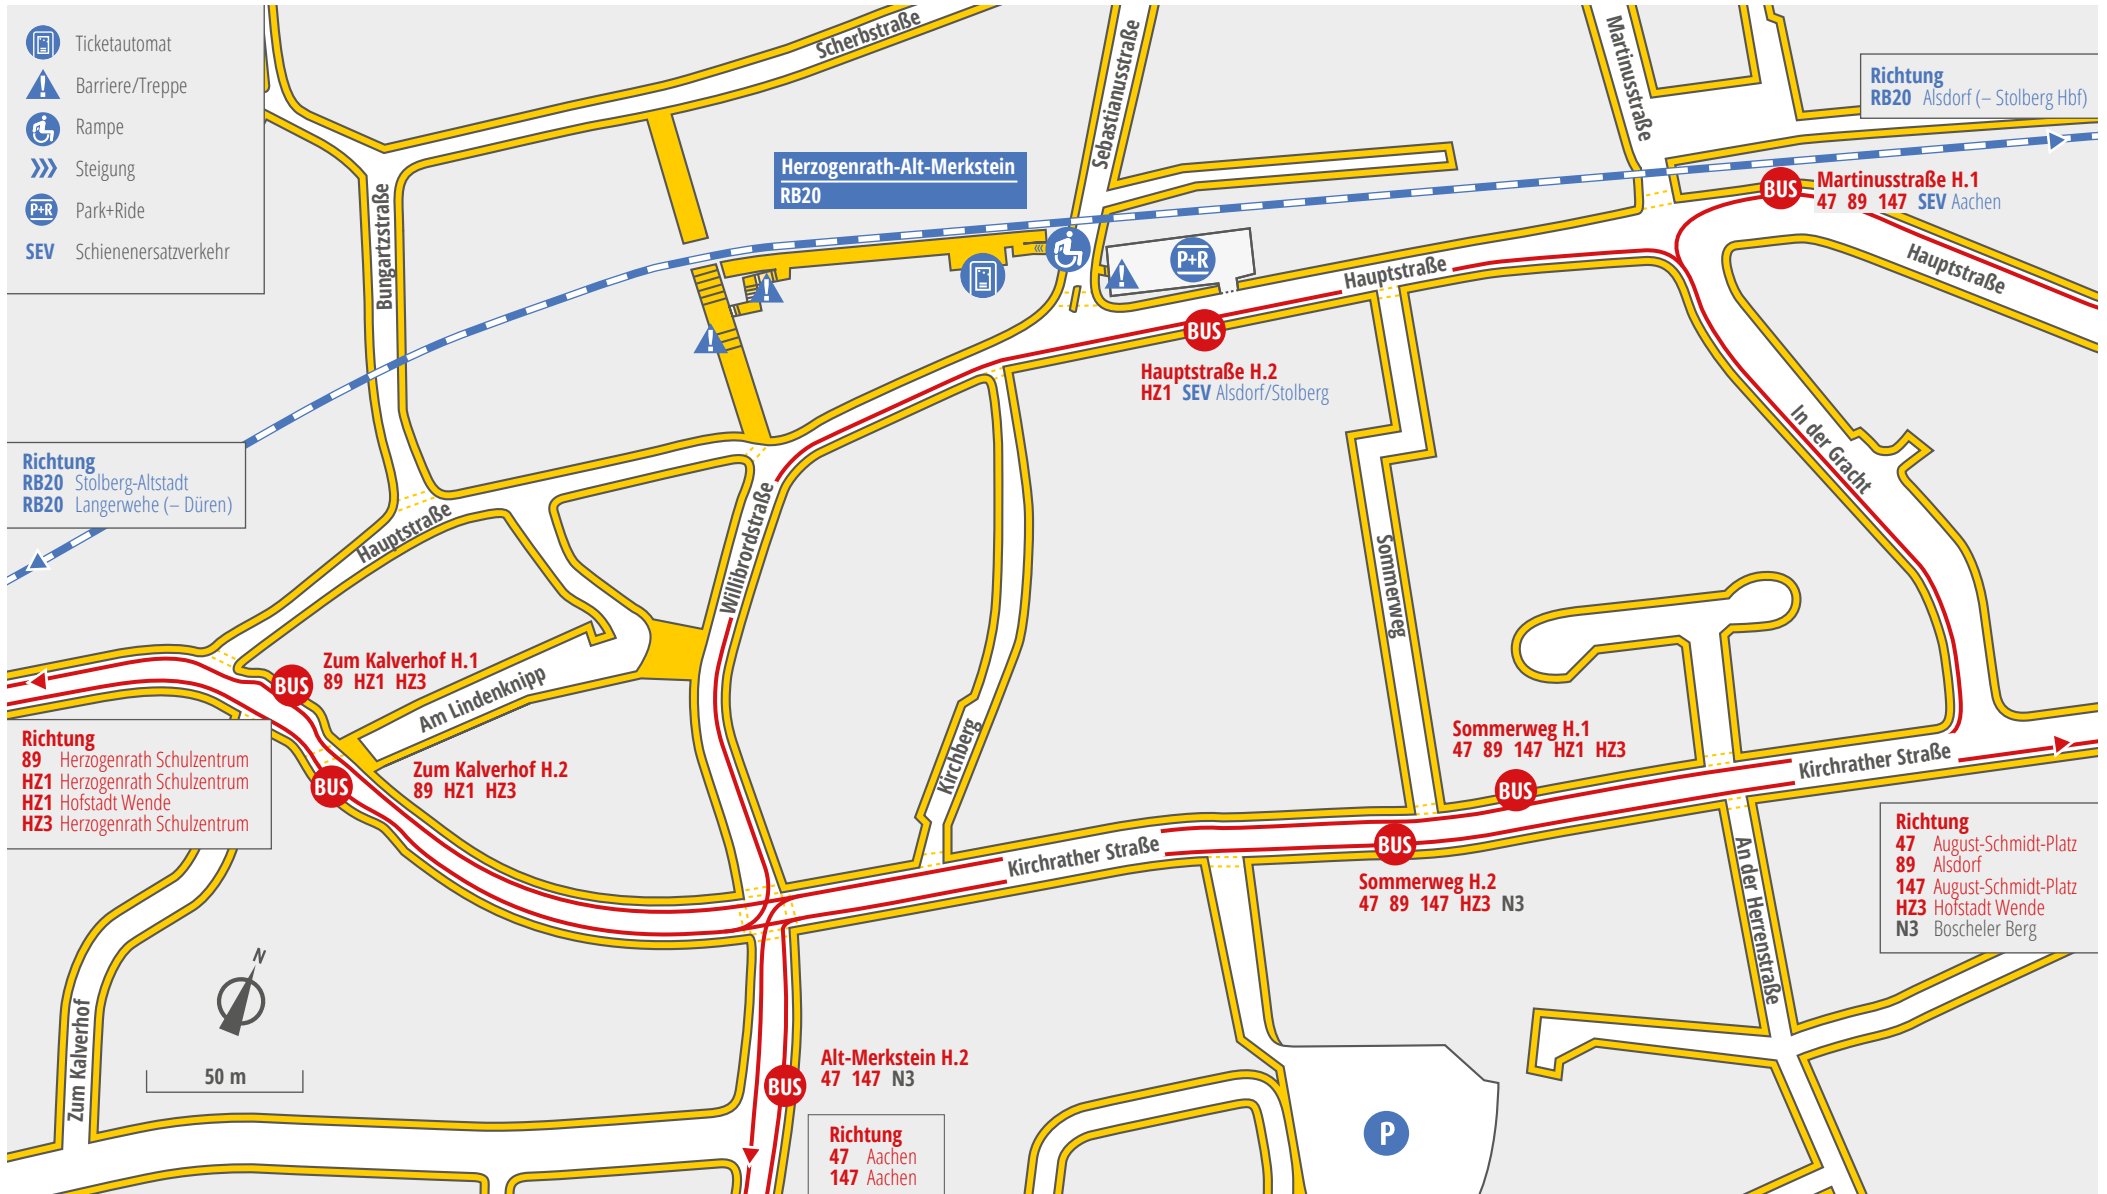 Ticketautomat
Barriere/Treppe
Rampe
Steigung
P+R Park+Ride
SEV Schienenersatzverkehr
Scherbstraße
Sebastianusstraße
Martinusstraße
Richtung
RB20 Alsdorf (– Stolberg Hbf)
Herzogenrath-Alt-Merkstein
RB20
BUS
Martinusstraße H.1
47 89 147 SEV Aachen
Bungartzstraße
P+R
Hauptstraße
Hauptstraße
BUS
Hauptstraße H.2
HZ1 SEV Alsdorf/Stolberg
In der Gracht
Richtung
RB20 Stolberg-Altstadt
RB20 Langerwehe (– Düren)
Hauptstraße
Willibrordstraße
Sommerweg
BUS
Zum Kalverhof H.1
89 HZ1 HZ3
Am Lindenknipp
Kirchberg
Richtung
89 Herzogenrath Schulzentrum
HZ1 Herzogenrath Schulzentrum
HZ1 Hofstadt Wende
HZ3 Herzogenrath Schulzentrum
BUS
Zum Kalverhof H.2
89 HZ1 HZ3
Sommerweg H.1
47 89 147 HZ1 HZ3
BUS
Kirchrather Straße
Kirchrather Straße
BUS
Sommerweg H.2
47 89 147 HZ3 N3
An der Herrenstraße
Richtung
47 August-Schmidt-Platz
89 Alsdorf
147 August-Schmidt-Platz
HZ3 Hofstadt Wende
N3 Boscheler Berg
N
50 m
Zum Kalverhof
BUS
Alt-Merkstein H.2
47 147 N3
Richtung
47 Aachen
147 Aachen
P